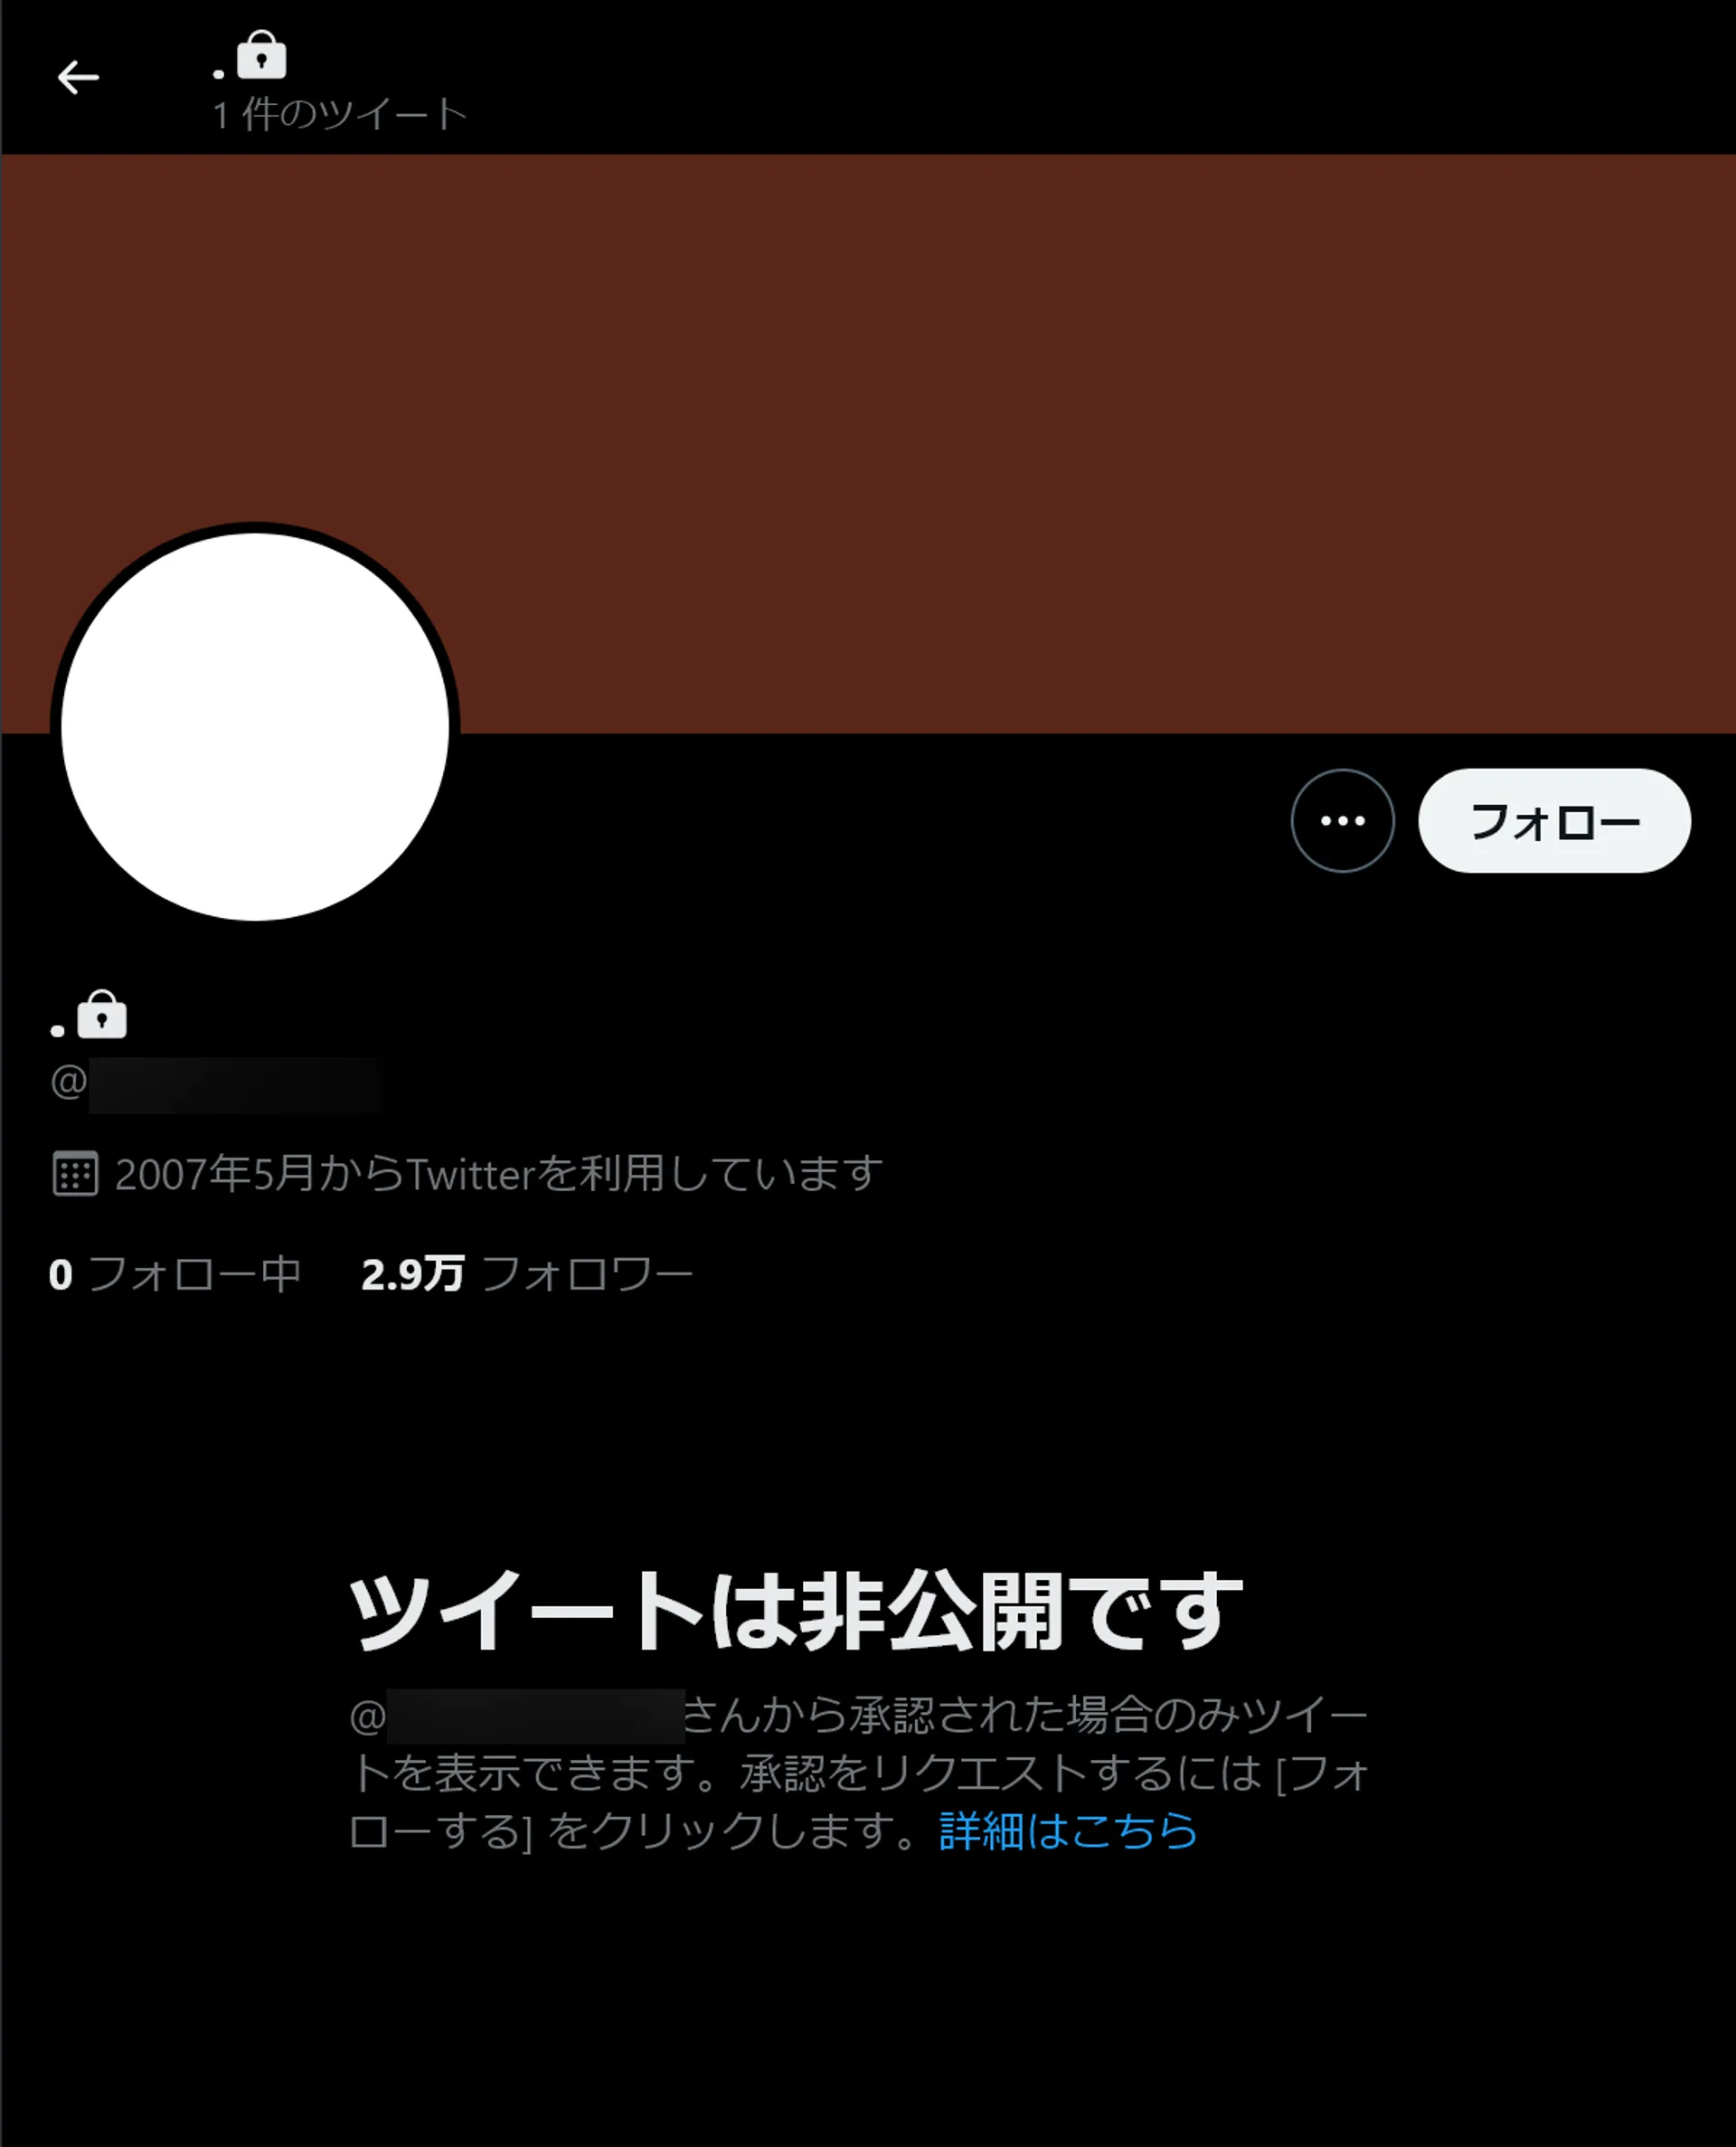 .
1 件のツイート
フォロー
.
@
2007年5月からTwitterを利用しています
0 フォロー中 2.9万 フォロワー
ツイートは非公開です
@ さんから承認された場合のみツイー
トを表示できます。承認をリクエストするには [フォ
ローする] をクリックします。詳細はこちら